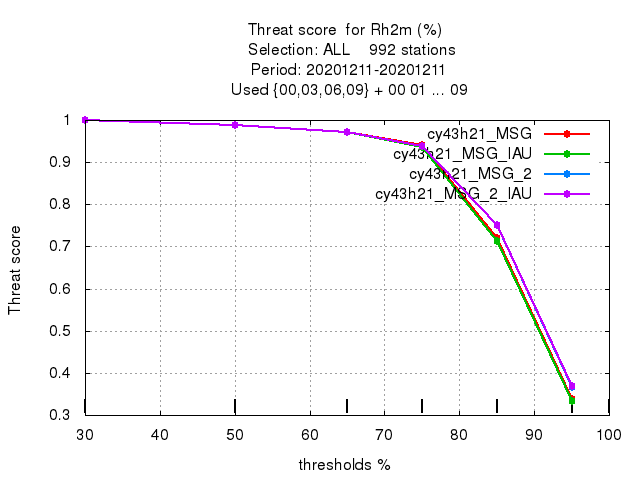 Threat score  for Rh2m (%)
Selection: ALL    992 stations
Period: 20201211-20201211
Used {00,03,06,09} + 00 01 ... 09
cy43h21_MSG
cy43h21_MSG_IAU
cy43h21_MSG_2
cy43h21_MSG_2_IAU
1
0.9
0.8
0.7
0.6
0.5
0.4
0.3
Threat score
30 40 50 60 70 80 90 100
thresholds %